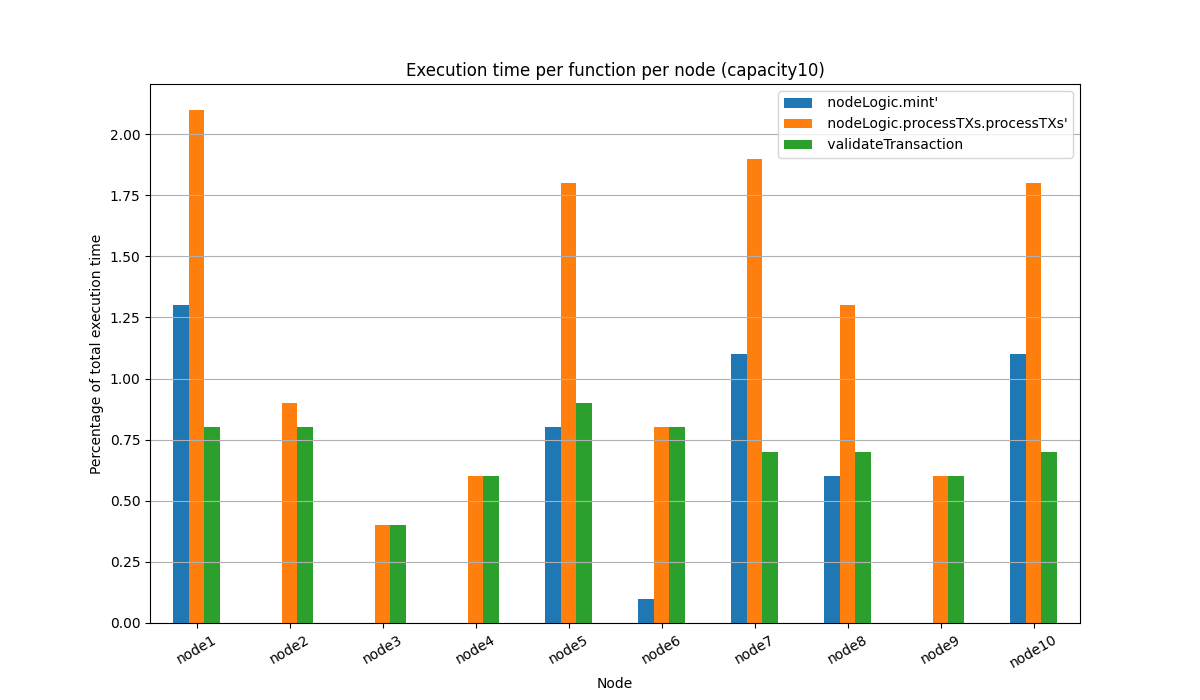 Execution time per function per node (capacity10)
nodeLogic.mint'
nodeLogic.processTXs.processTXs'
validateTransaction
Percentage of total execution time
2.00
1.75
1.50
1.25
1.00
0.75
0.50
0.25
0.00
node1 node2 node3 node4 node5 node6 node7 node8 node9 node10
Node